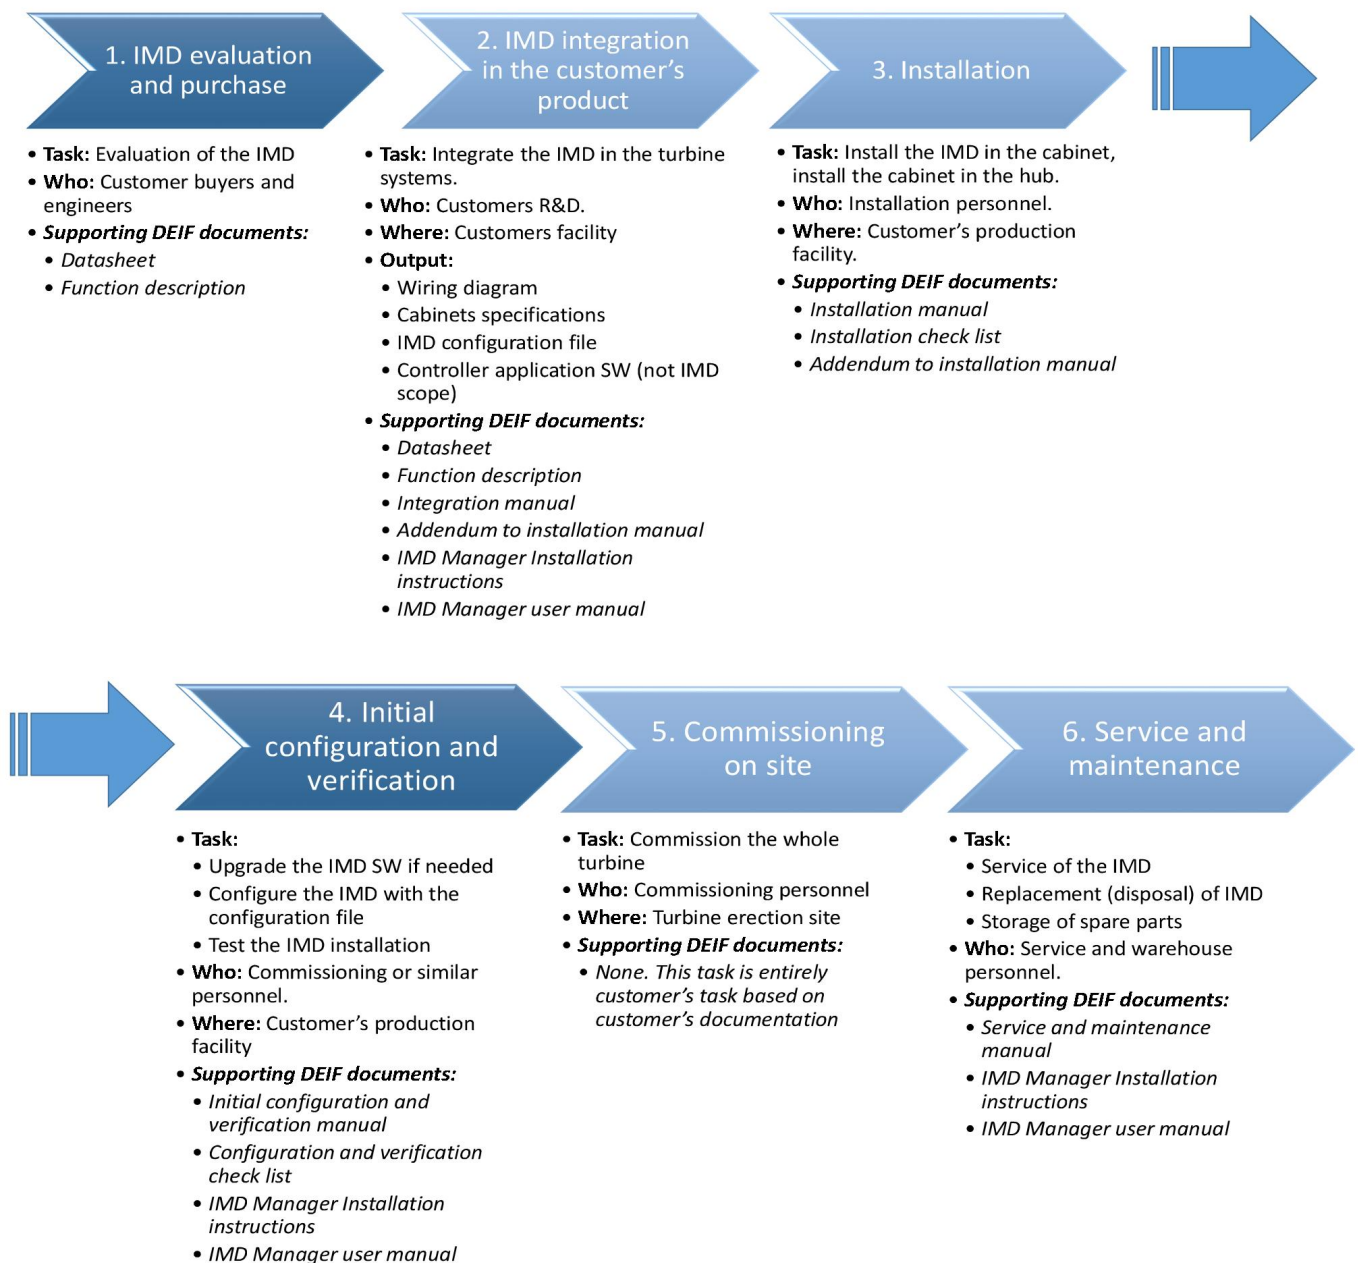 1. IMD evaluation
and purchase
• Task: Evaluation of the IMD
• Who: Customer buyers and
engineers
• Supporting DEIF documents:
• Datasheet
• Function description
2. IMD integration
in the customer's
product
• Task: Integrate the IMD in the turbine
systems.
• Who: Customers R&D.
• Where: Customers facility
• Output:
• Wiring diagram
• Cabinets specifications
• IMD configuration file
• Controller application SW (not IMD
scope)
• Supporting DEIF documents:
• Datasheet
• Function description
• Integration manual
• Addendum to installation manual
• IMD Manager Installation
instructions
• IMD Manager user manual
3. Installation
• Task: Install the IMD in the cabinet,
install the cabinet in the hub.
• Who: Installation personnel.
• Where: Customer's production
facility.
• Supporting DEIF documents:
• Installation manual
• Installation check list
• Addendum to installation manual
4. Initial
configuration and
verification
• Task:
• Upgrade the IMD SW if needed
• Configure the IMD with the
configuration file
• Test the IMD installation
• Who: Commissioning or similar
personnel.
• Where: Customer's production
facility
• Supporting DEIF documents:
• Initial configuration and
verification manual
• Configuration and verification
check list
• IMD Manager Installation
instructions
• IMD Manager user manual
5. Commissioning
on site
• Task: Commission the whole
turbine
• Who: Commissioning personnel
• Where: Turbine erection site
• Supporting DEIF documents:
• None. This task is entirely
customer's task based on
customer's documentation
6. Service and
maintenance
• Task:
• Service of the IMD
• Replacement (disposal) of IMD
• Storage of spare parts
• Who: Service and warehouse
personnel.
• Supporting DEIF documents:
• Service and maintenance
manual
• IMD Manager Installation
instructions
• IMD Manager user manual